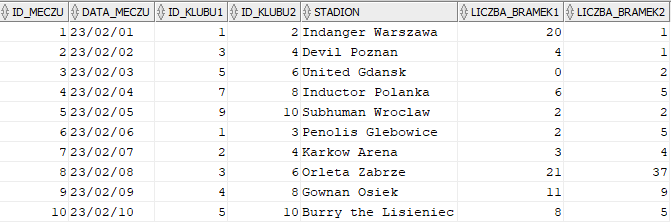 ID_MECZU DATA_MECZU ID_KLUBU1 ID_KLUBU2 STADION LICZBA_BRAMEK1 LICZBA_BRAMEK2
1 23/02/01 1 2 Indanger Warszawa 20 1
2 23/02/02 3 4 Devil Poznan 4 1
3 23/02/03 5 6 United Gdansk 0 2
4 23/02/04 7 8 Inductor Polanka 6 5
5 23/02/05 9 10 Subhuman Wroclaw 2 2
6 23/02/06 1 3 Penolis Glebowice 2 5
7 23/02/07 2 4 Karkow Arena 3 4
8 23/02/08 3 6 Orleta Zabrze 21 37
9 23/02/09 4 8 Gownan Osiek 11 9
10 23/02/10 5 10 Burry the Lisieniec 8 5